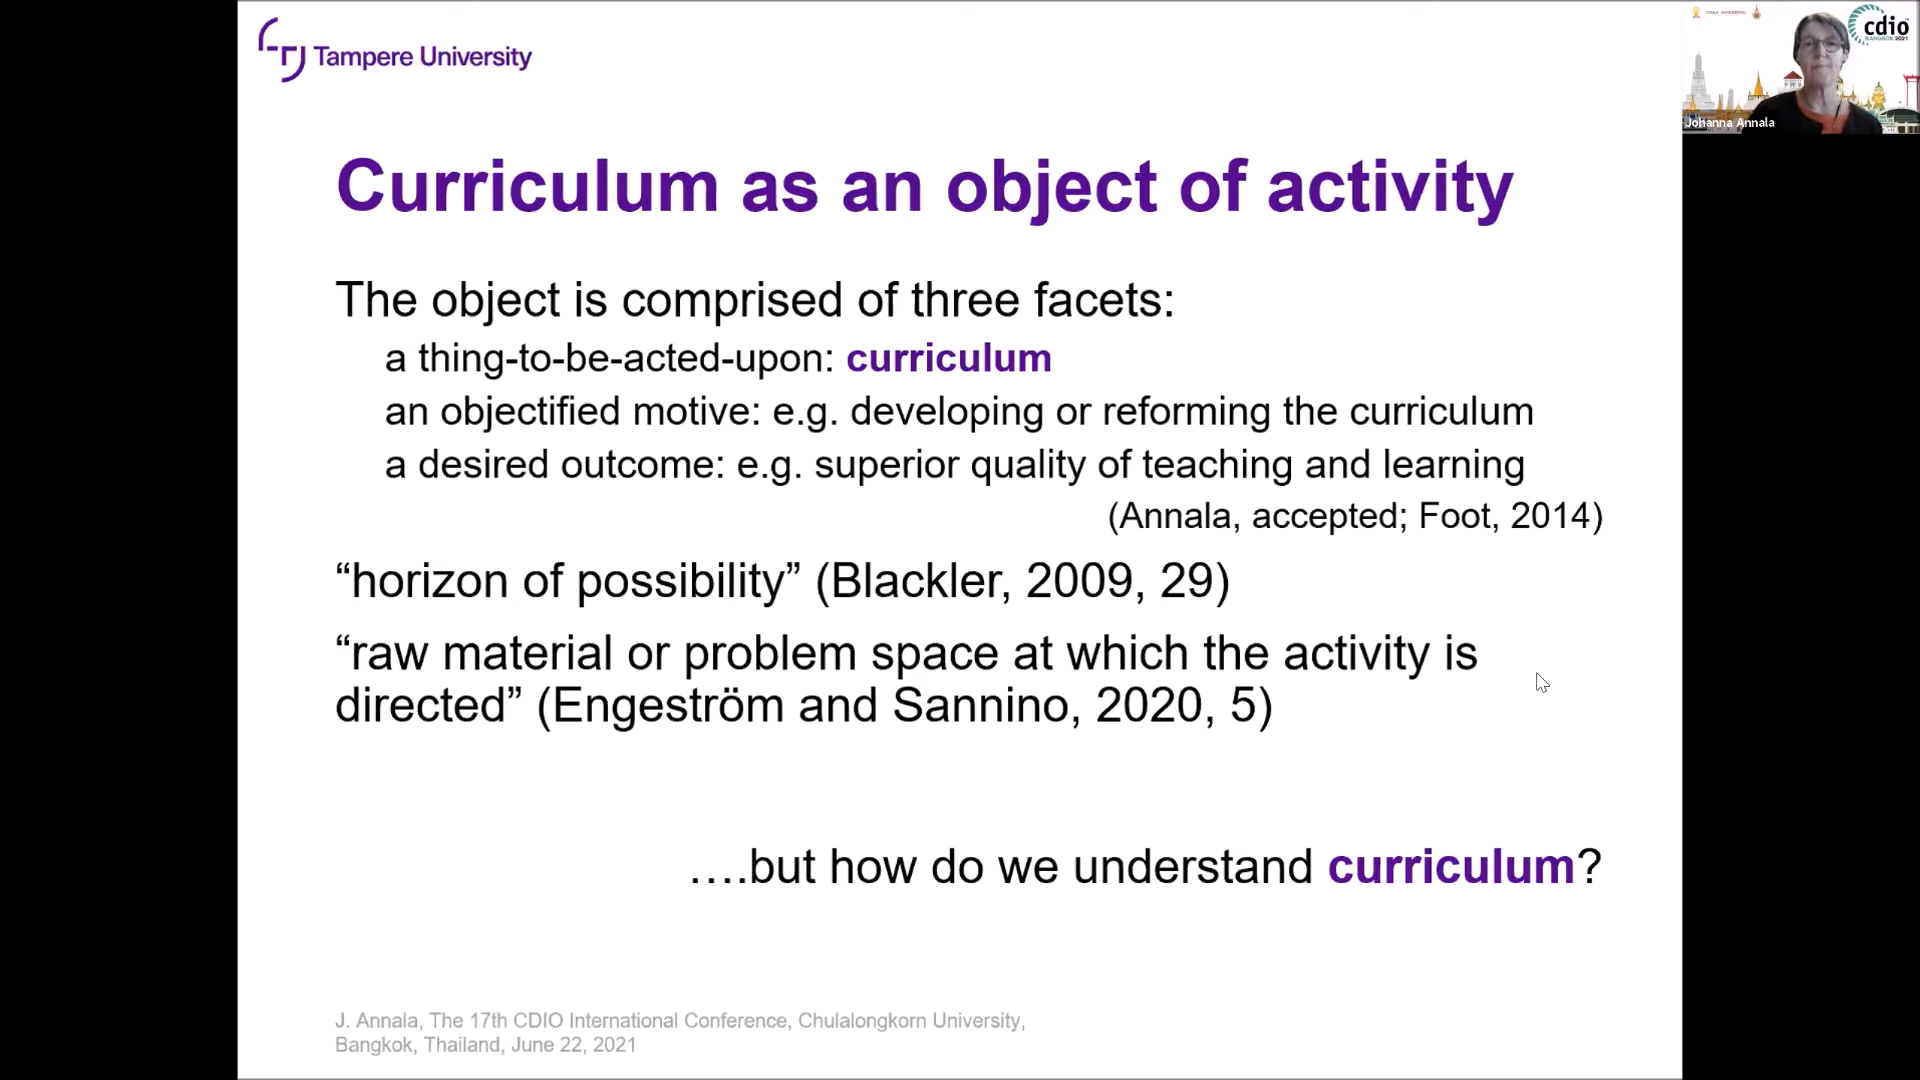 Tampere University
CHULA ENGINEERING
cdio
BANGKOK 2021
Johanna Annala
Curriculum as an object of activity
The object is comprised of three facets:
a thing-to-be-acted-upon: curriculum
an objectified motive: e.g. developing or reforming the curriculum
a desired outcome: e.g. superior quality of teaching and learning
(Annala, accepted; Foot, 2014)
“horizon of possibility” (Blackler, 2009, 29)
“raw material or problem space at which the activity is
directed” (Engeström and Sannino, 2020, 5)
….but how do we understand curriculum?
J. Annala, The 17th CDIO International Conference, Chulalongkorn University,
Bangkok, Thailand, June 22, 2021